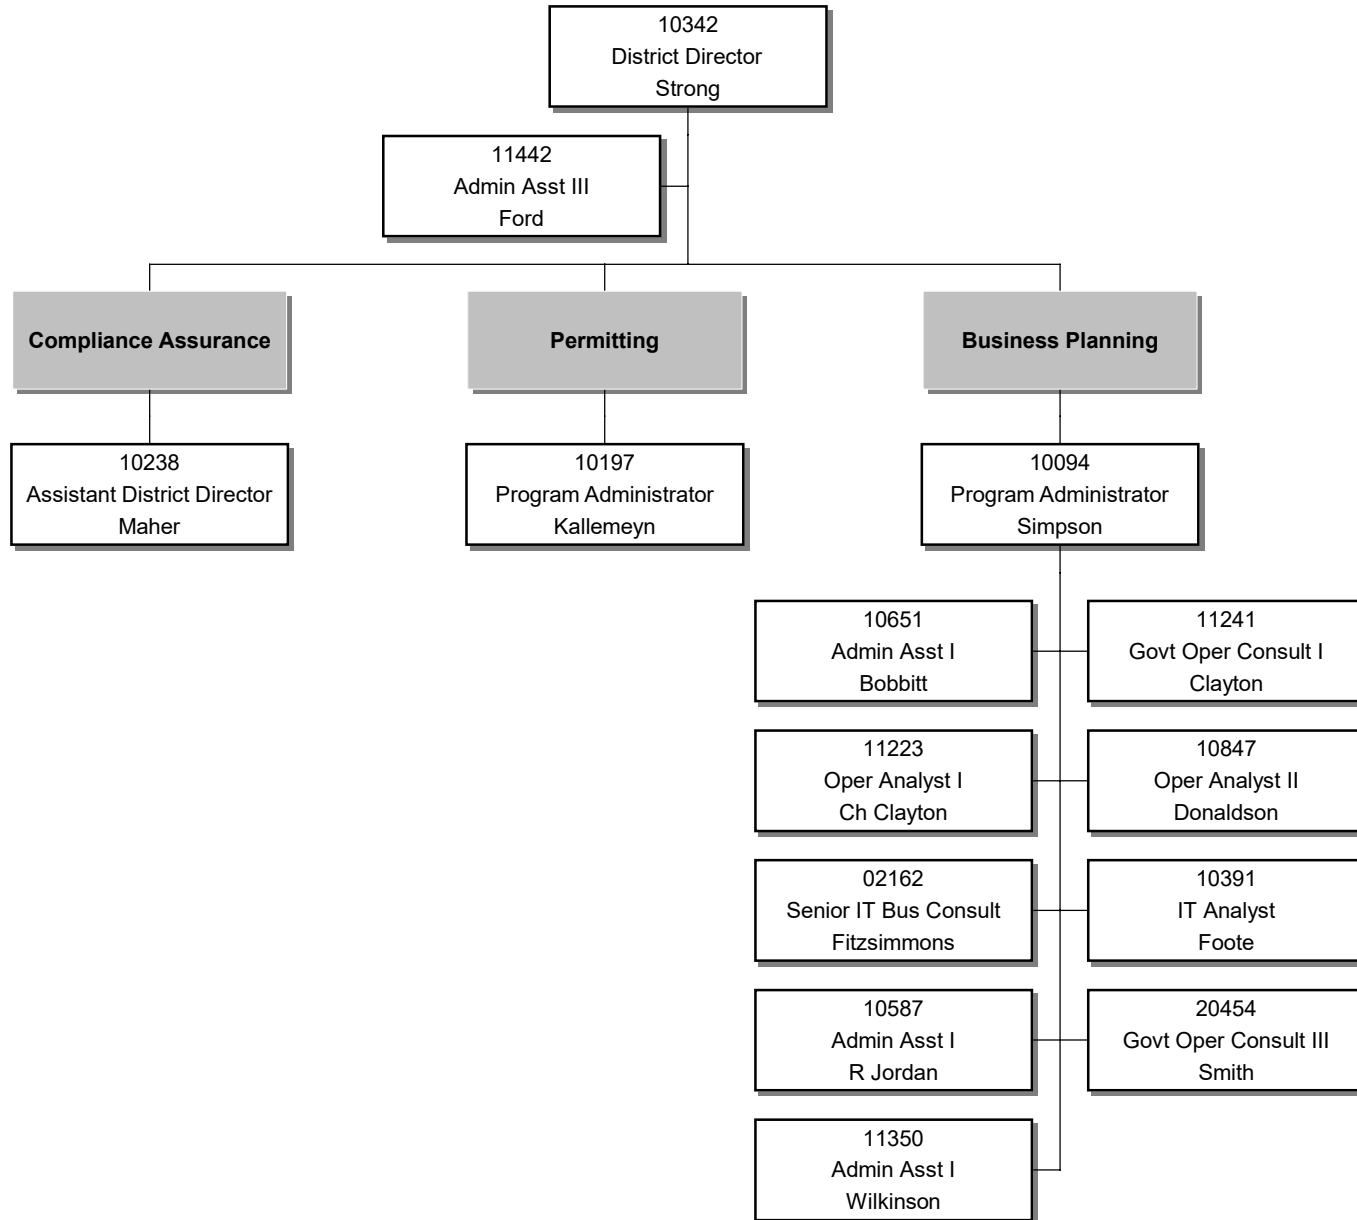 10342
District Director
Strong
11442
Admin Asst III
Ford
Compliance Assurance
Permitting
Business Planning
10238
Assistant District Director
Maher
10197
Program Administrator
Kallemeyn
10094
Program Administrator
Simpson
10651
Admin Asst I
Bobbitt
11241
Govt Oper Consult I
Clayton
11223
Oper Analyst I
Ch Clayton
10847
Oper Analyst II
Donaldson
02162
Senior IT Bus Consult
Fitzsimmons
10391
IT Analyst
Foote
10587
Admin Asst I
R Jordan
20454
Govt Oper Consult III
Smith
11350
Admin Asst I
Wilkinson